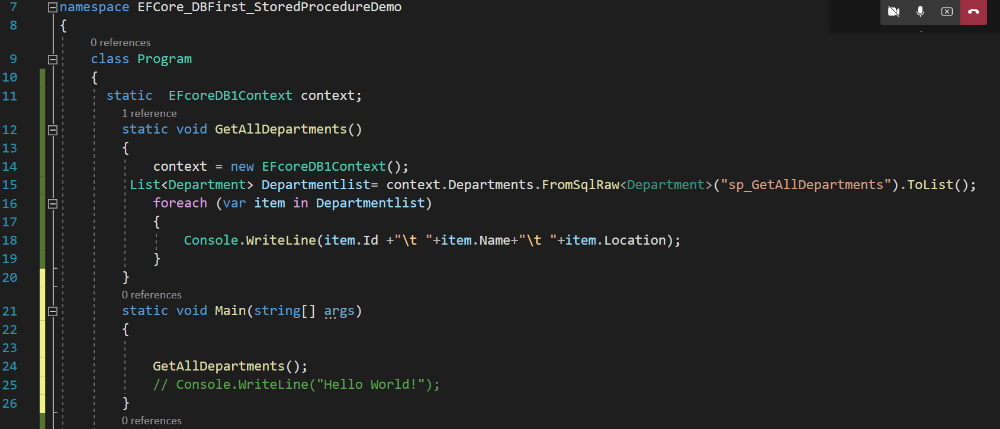 7 namespace EFCore_DBFirst_StoredProcedureDemo
8 {
0 references
9 class Program
10 {
11 static  EFcoreDB1Context context;
1 reference
12 static void GetAllDepartments()
13 {
14 context = new EFcoreDB1Context();
15 List<Department> Departmentlist= context.Departments.FromSqlRaw<Department>("sp_GetAllDepartments").ToList();
16 foreach (var item in Departmentlist)
17 {
18 Console.WriteLine(item.Id +"\t "+item.Name+"\t "+item.Location);
19 }
20 }
0 references
21 static void Main(string[] args)
22 {
23
24 GetAllDepartments();
25 // Console.WriteLine("Hello World!");
26 }
0 references